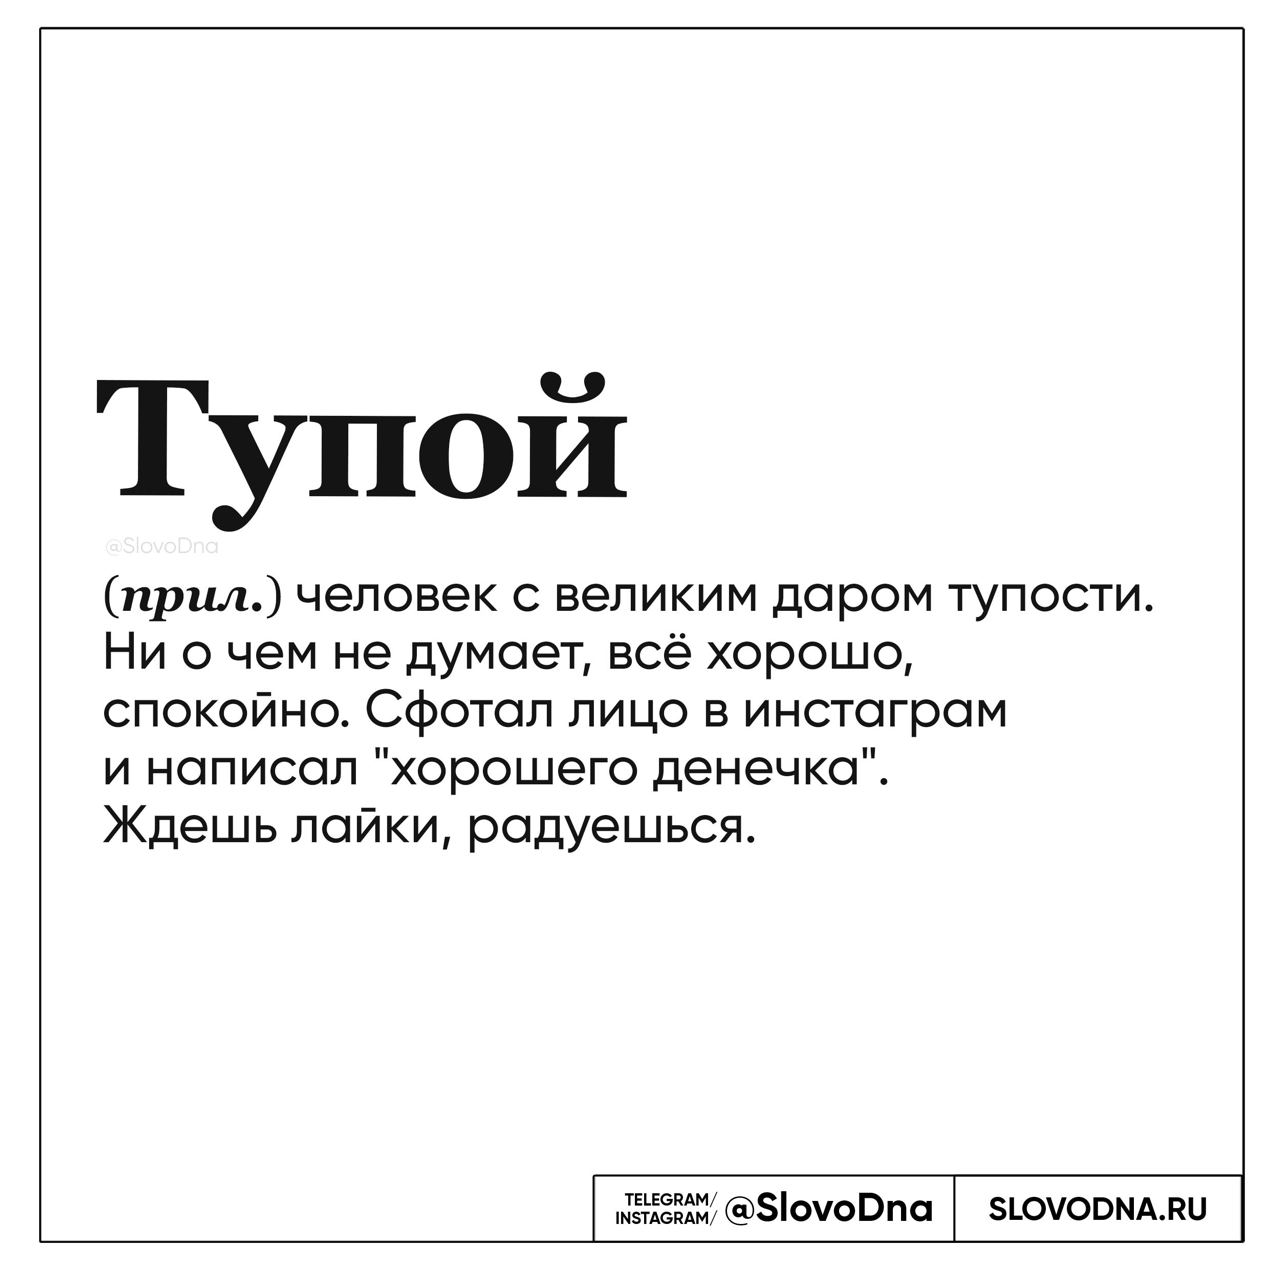 Тупой
@SlovoDna
(прил.) человек с великим даром тупости.
Ни о чем не думает, всё хорошо,
спокойно. Сфотал лицо в инстаграм
и написал "хорошего денечка".
Ждешь лайки, радуешься.
TELEGRAM/
INSTAGRAM/
@SlovoDna
SLOVODNA.RU